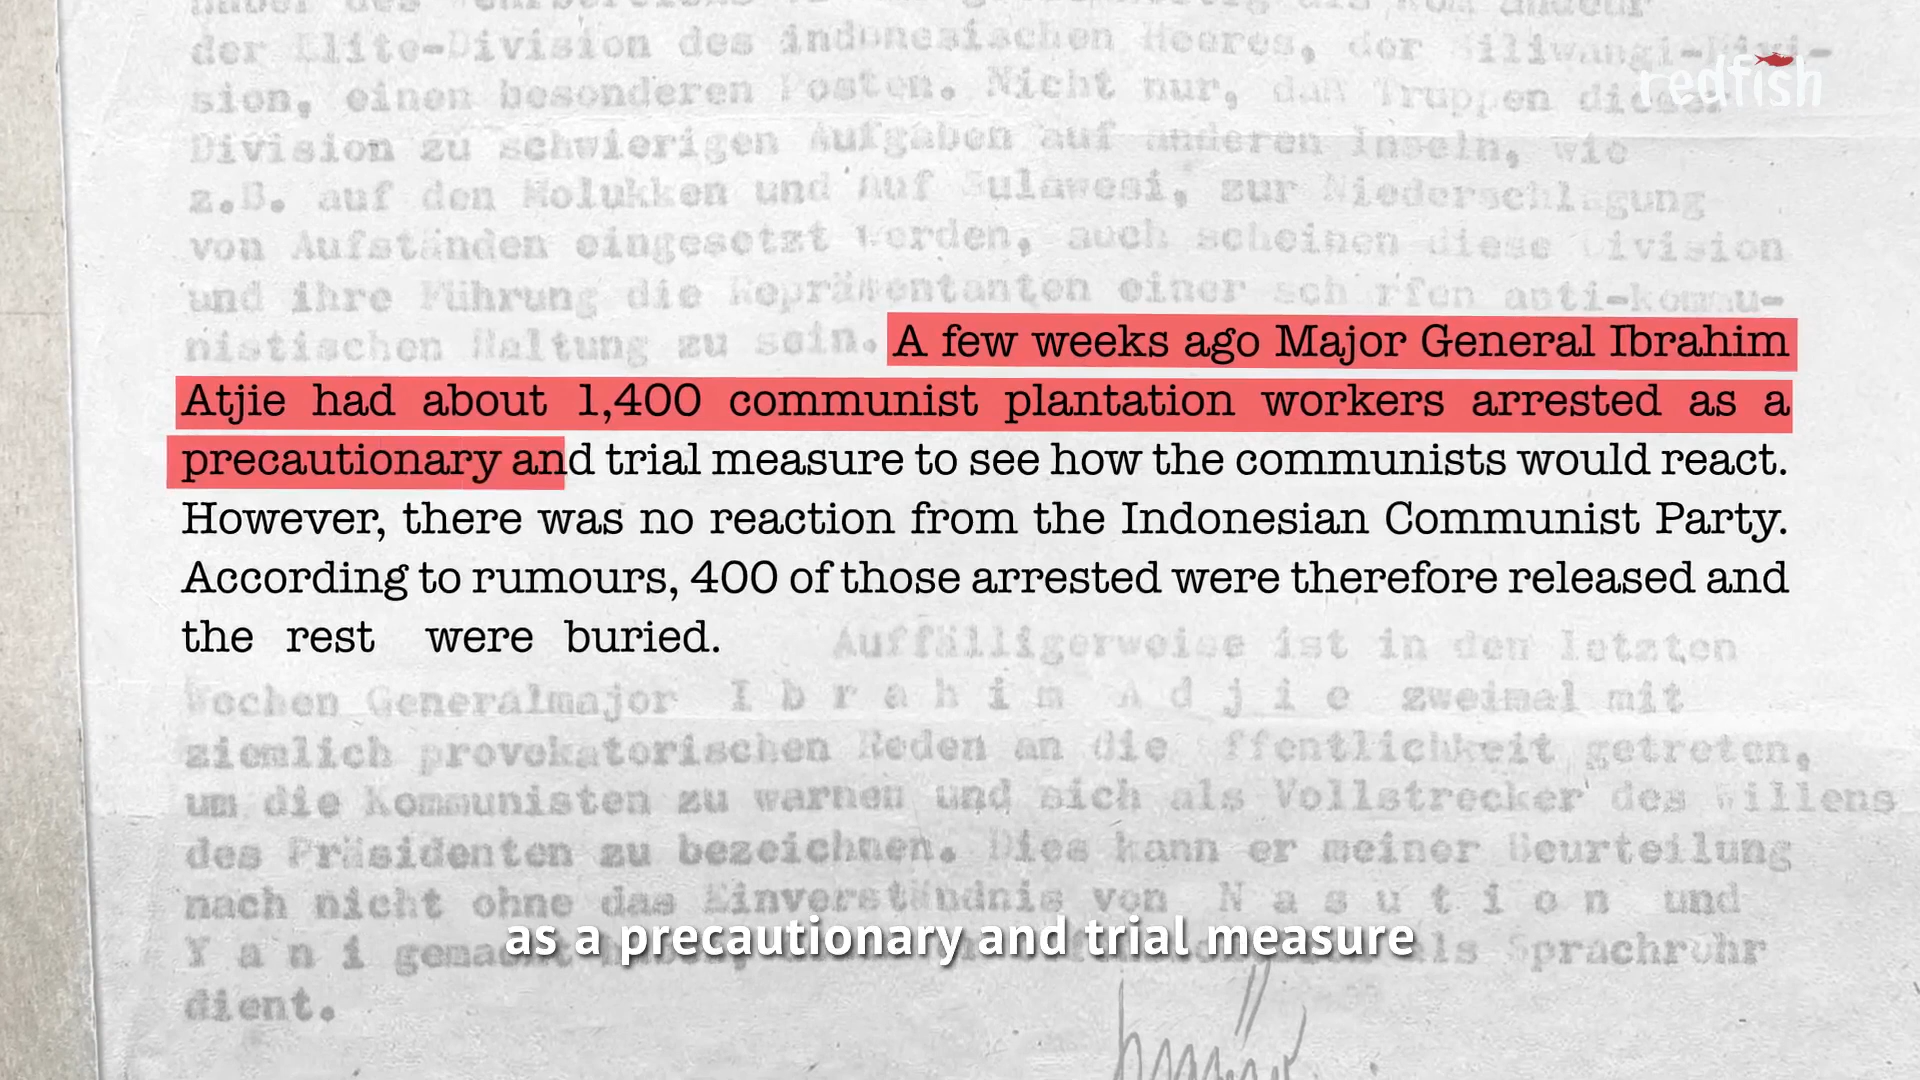 der Elite-Division des indonesischen Heeres, der Siliwangi-Divi-
redfish
sion, einen besonderen Posten. Nicht nur, daß Truppen dieser
Division zu schwierigen Aufgaben auf anderen Inseln, wie
z.B. auf den Molukken und auf Sulawesi, zur Niederschlagung
von Aufständen eingesetzt werden, auch scheinen diese Division
und ihre Führung die Repräsentanten einer schärfen anti-kommu-
nistischen Haltung zu sein. A few weeks ago Major General Ibrahim
Atjie had about 1,400 communist plantation workers arrested as a
precautionary and trial measure to see how the communists would react.
However, there was no reaction from the Indonesian Communist Party.
According to rumours, 400 of those arrested were therefore released and
the rest were buried. Auffälligerweise ist in den letzten
Wochen Generalmajor I b r a h i m A d j i e zweimal mit
ziemlich provokatorischen Reden an die Öffentlichkeit getreten,
um die Kommunisten zu warnen und sich als Vollstrecker des Willens
des Präsidenten zu bezeichnen. Dies kann er meiner Beurteilung
nach nicht ohne das Einverständnis von N a s u t i o n und
Y a n i als Sprachrohr
as a precautionary and trial measure
dient.